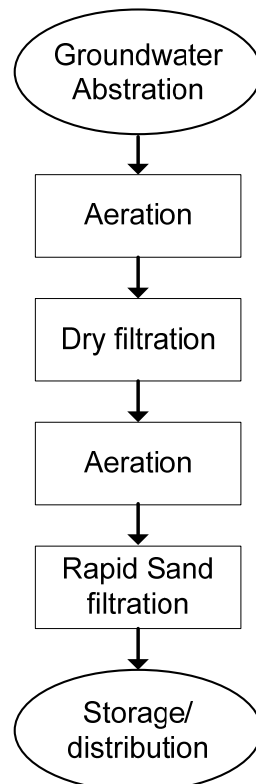 Groundwater
Abstration
Aeration
Dry filtration
Aeration
Rapid Sand
filtration
Storage/
distribution